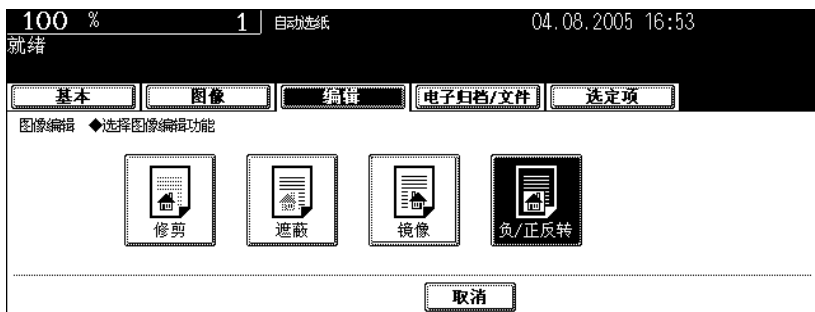 100 % 1 自动选纸 04.08.2005 16:53
就绪
基本 图像 编辑 电子归档/文件 选定项
图像编辑 ◆选择图像编辑功能
修剪 遮蔽 镜像 负/正反转
取消